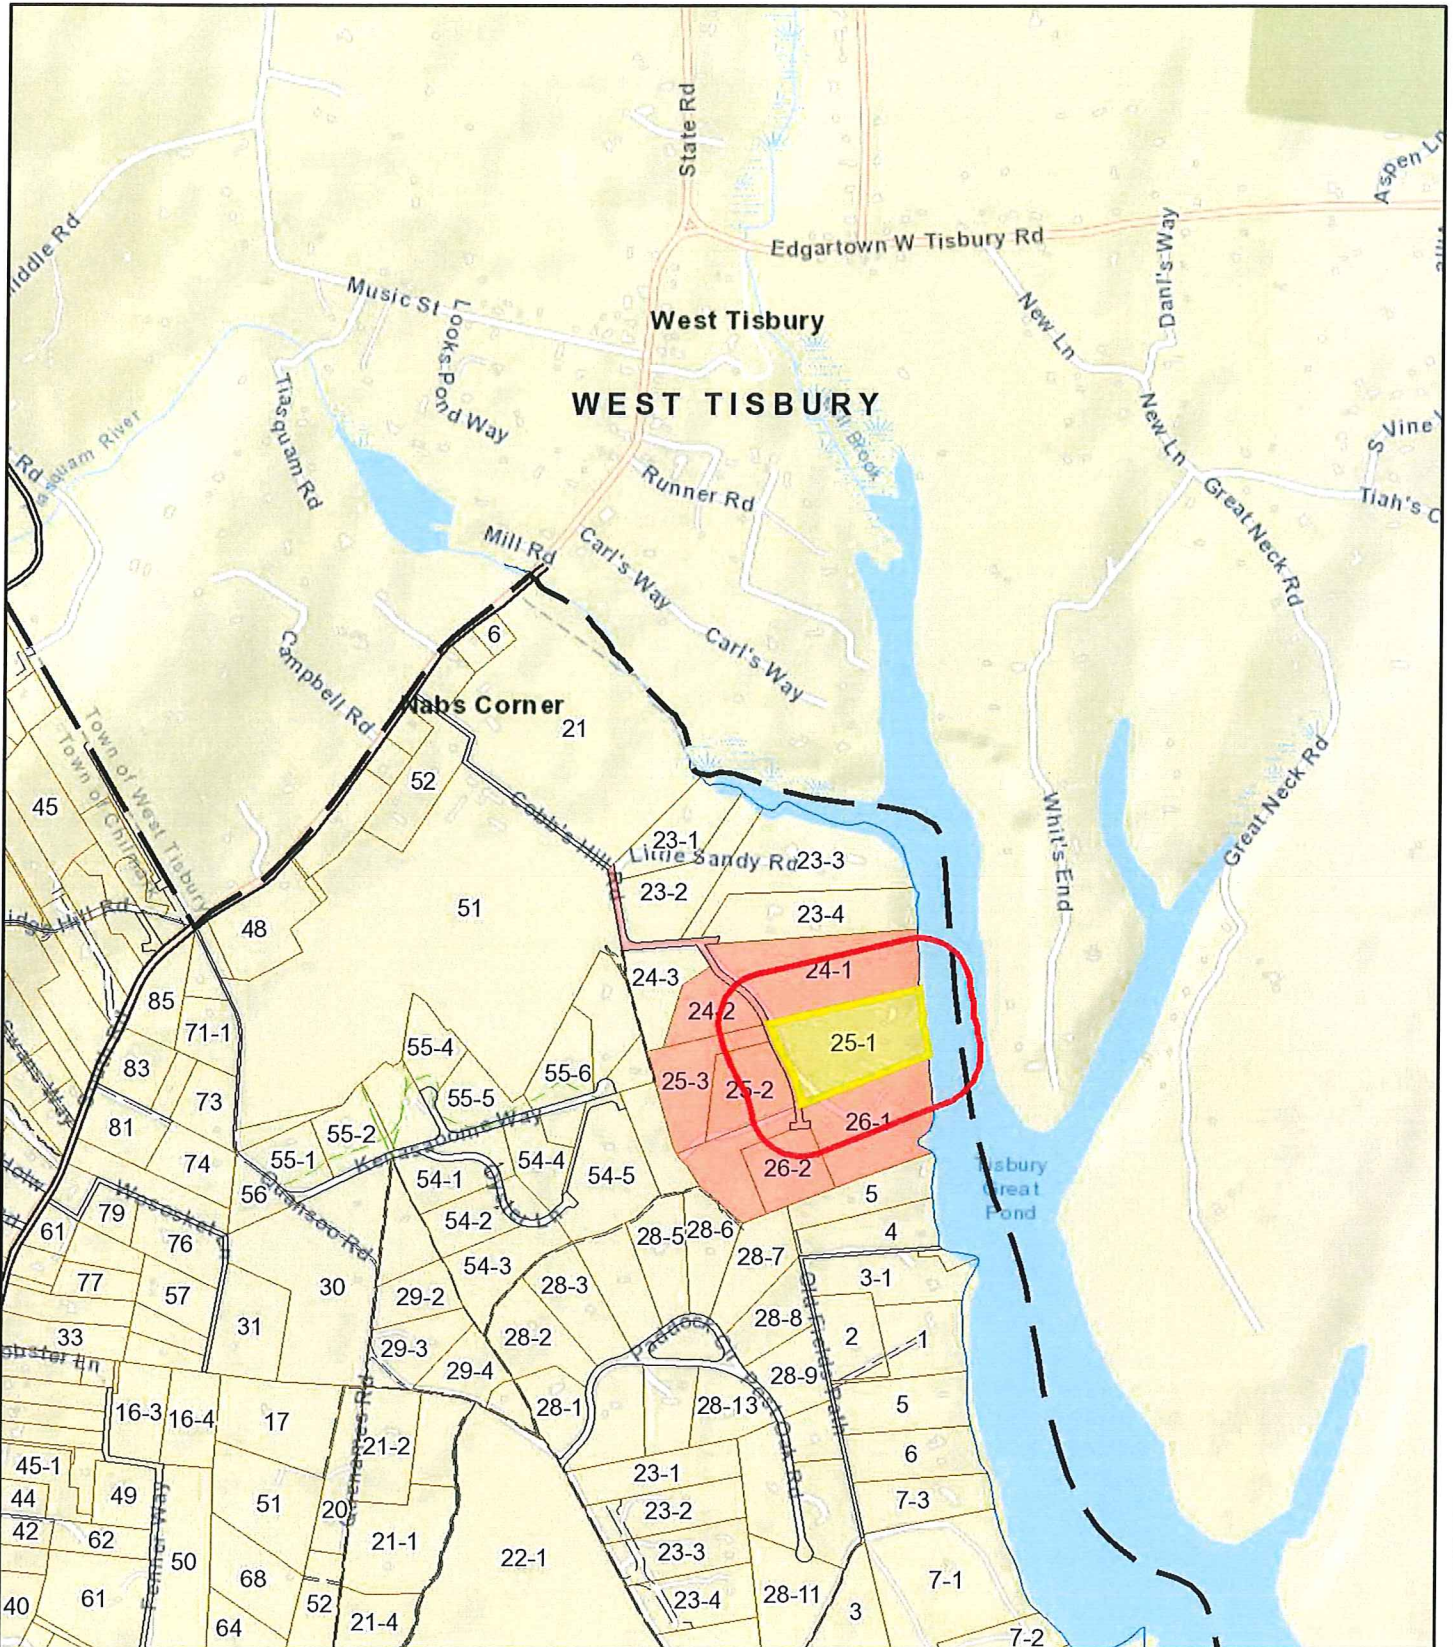 State Rd
Aspen Ln
Edgartown W Tisbury Rd
Danl's Way
Music St
Looks Pond Way
New Ln
West Tisbury
WEST TISBURY
Tiasquam Rd
New Ln
S Vine
Rd
Runner Rd
Great Neck Rd
Tiah's C
Mill Rd
Carl's Way
Carl's Way
6
Campbell Rd
Nabs Corner
21
Town of West Tisbury
Town of Chilmark
52
45
Whit's End
Great Neck Rd
Cobb's Hill Rd
23-1
Little Sandy Rd
23-3
23-2
51
48
23-4
24-1
24-3
85
24-2
71-1
25-1
55-4
83
55-6
25-3
25-2
55-5
73
26-1
81
55-2
Tisbury
Great
Pond
55-1
54-4
74
26-2
54-1
54-5
56
5
79
54-2
Quansoo Rd
61
76
28-5
28-6
4
28-7
54-3
77
57
30
29-2
28-3
3-1
28-8
33
31
28-2
2
1
29-3
29-4
28-9
Paddock Cir
16-3
16-4
17
28-1
28-13
5
21-2
6
45-1
23-1
44
49
51
20
23-2
7-3
42
62
21-1
22-1
23-3
50
68
7-1
61
23-4
28-11
40
52
3
64
21-4
7-2